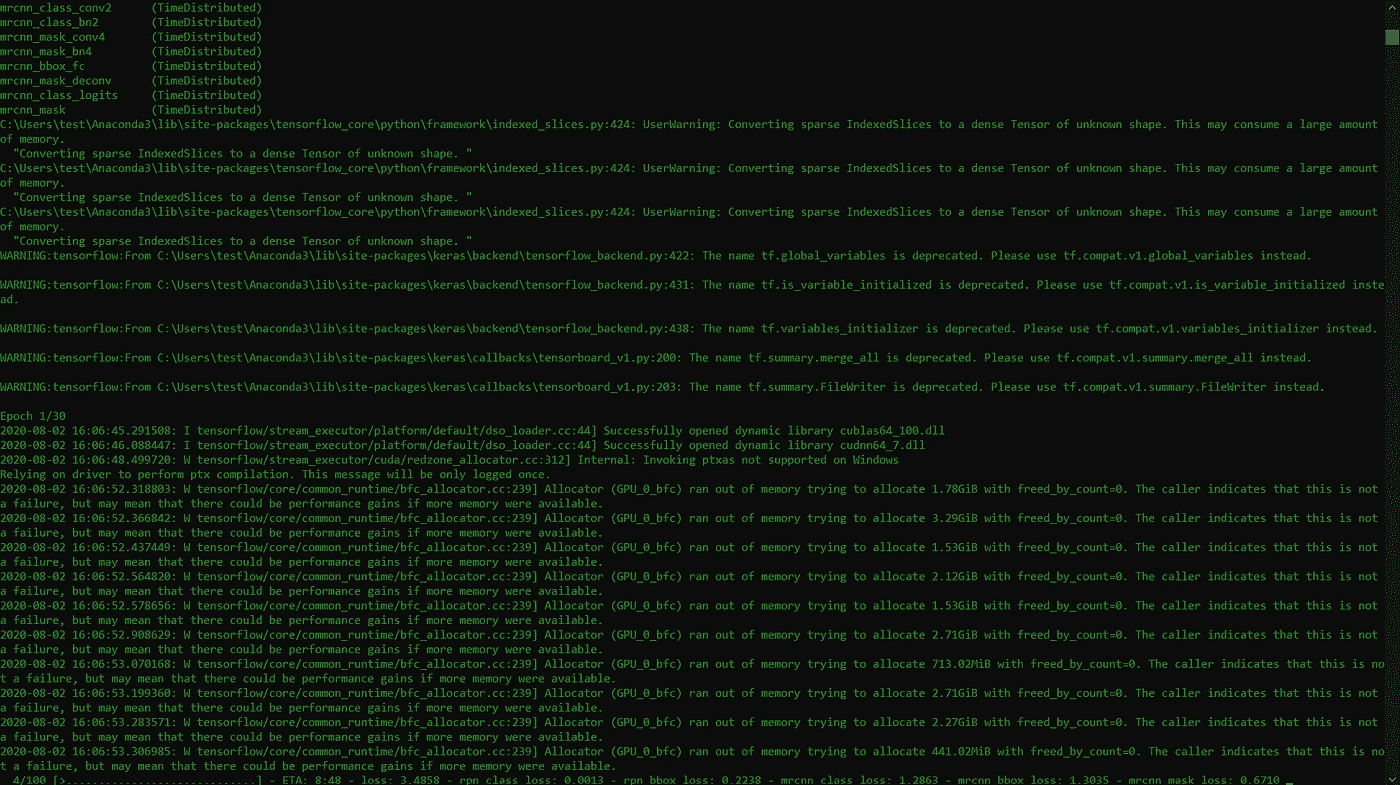 mrcnn_class_conv2      (TimeDistributed)
mrcnn_class_bn2        (TimeDistributed)
mrcnn_mask_conv4       (TimeDistributed)
mrcnn_mask_bn4         (TimeDistributed)
mrcnn_bbox_fc          (TimeDistributed)
mrcnn_mask_deconv      (TimeDistributed)
mrcnn_class_logits     (TimeDistributed)
mrcnn_mask             (TimeDistributed)
C:\Users\test\Anaconda3\lib\site-packages\tensorflow_core\python\framework\indexed_slices.py:424: UserWarning: Converting sparse IndexedSlices to a dense Tensor of unknown shape. This may consume a large amount
of memory.
  "Converting sparse IndexedSlices to a dense Tensor of unknown shape. "
C:\Users\test\Anaconda3\lib\site-packages\tensorflow_core\python\framework\indexed_slices.py:424: UserWarning: Converting sparse IndexedSlices to a dense Tensor of unknown shape. This may consume a large amount
of memory.
  "Converting sparse IndexedSlices to a dense Tensor of unknown shape. "
C:\Users\test\Anaconda3\lib\site-packages\tensorflow_core\python\framework\indexed_slices.py:424: UserWarning: Converting sparse IndexedSlices to a dense Tensor of unknown shape. This may consume a large amount
of memory.
  "Converting sparse IndexedSlices to a dense Tensor of unknown shape. "
WARNING:tensorflow:From C:\Users\test\Anaconda3\lib\site-packages\keras\backend\tensorflow_backend.py:422: The name tf.global_variables is deprecated. Please use tf.compat.v1.global_variables instead.
WARNING:tensorflow:From C:\Users\test\Anaconda3\lib\site-packages\keras\backend\tensorflow_backend.py:431: The name tf.is_variable_initialized is deprecated. Please use tf.compat.v1.is_variable_initialized inste
ad.
WARNING:tensorflow:From C:\Users\test\Anaconda3\lib\site-packages\keras\backend\tensorflow_backend.py:438: The name tf.variables_initializer is deprecated. Please use tf.compat.v1.variables_initializer instead.
WARNING:tensorflow:From C:\Users\test\Anaconda3\lib\site-packages\keras\callbacks\tensorboard_v1.py:200: The name tf.summary.merge_all is deprecated. Please use tf.compat.v1.summary.merge_all instead.
WARNING:tensorflow:From C:\Users\test\Anaconda3\lib\site-packages\keras\callbacks\tensorboard_v1.py:203: The name tf.summary.FileWriter is deprecated. Please use tf.compat.v1.summary.FileWriter instead.
Epoch 1/30
2020-08-02 16:06:45.291508: I tensorflow/stream_executor/platform/default/dso_loader.cc:44] Successfully opened dynamic library cublas64_100.dll
2020-08-02 16:06:46.088447: I tensorflow/stream_executor/platform/default/dso_loader.cc:44] Successfully opened dynamic library cudnn64_7.dll
2020-08-02 16:06:48.499720: W tensorflow/stream_executor/cuda/redzone_allocator.cc:312] Internal: Invoking ptxas not supported on Windows
Relying on driver to perform ptx compilation. This message will be only logged once.
2020-08-02 16:06:52.318803: W tensorflow/core/common_runtime/bfc_allocator.cc:239] Allocator (GPU_0_bfc) ran out of memory trying to allocate 1.78GiB with freed_by_count=0. The caller indicates that this is not
a failure, but may mean that there could be performance gains if more memory were available.
2020-08-02 16:06:52.366842: W tensorflow/core/common_runtime/bfc_allocator.cc:239] Allocator (GPU_0_bfc) ran out of memory trying to allocate 3.29GiB with freed_by_count=0. The caller indicates that this is not
a failure, but may mean that there could be performance gains if more memory were available.
2020-08-02 16:06:52.437449: W tensorflow/core/common_runtime/bfc_allocator.cc:239] Allocator (GPU_0_bfc) ran out of memory trying to allocate 1.53GiB with freed_by_count=0. The caller indicates that this is not
a failure, but may mean that there could be performance gains if more memory were available.
2020-08-02 16:06:52.564820: W tensorflow/core/common_runtime/bfc_allocator.cc:239] Allocator (GPU_0_bfc) ran out of memory trying to allocate 2.12GiB with freed_by_count=0. The caller indicates that this is not
a failure, but may mean that there could be performance gains if more memory were available.
2020-08-02 16:06:52.578656: W tensorflow/core/common_runtime/bfc_allocator.cc:239] Allocator (GPU_0_bfc) ran out of memory trying to allocate 1.53GiB with freed_by_count=0. The caller indicates that this is not
a failure, but may mean that there could be performance gains if more memory were available.
2020-08-02 16:06:52.908629: W tensorflow/core/common_runtime/bfc_allocator.cc:239] Allocator (GPU_0_bfc) ran out of memory trying to allocate 2.71GiB with freed_by_count=0. The caller indicates that this is not
a failure, but may mean that there could be performance gains if more memory were available.
2020-08-02 16:06:53.070168: W tensorflow/core/common_runtime/bfc_allocator.cc:239] Allocator (GPU_0_bfc) ran out of memory trying to allocate 713.02MiB with freed_by_count=0. The caller indicates that this is no
t a failure, but may mean that there could be performance gains if more memory were available.
2020-08-02 16:06:53.199360: W tensorflow/core/common_runtime/bfc_allocator.cc:239] Allocator (GPU_0_bfc) ran out of memory trying to allocate 2.71GiB with freed_by_count=0. The caller indicates that this is not
a failure, but may mean that there could be performance gains if more memory were available.
2020-08-02 16:06:53.283571: W tensorflow/core/common_runtime/bfc_allocator.cc:239] Allocator (GPU_0_bfc) ran out of memory trying to allocate 2.27GiB with freed_by_count=0. The caller indicates that this is not
a failure, but may mean that there could be performance gains if more memory were available.
2020-08-02 16:06:53.306985: W tensorflow/core/common_runtime/bfc_allocator.cc:239] Allocator (GPU_0_bfc) ran out of memory trying to allocate 441.02MiB with freed_by_count=0. The caller indicates that this is no
t a failure, but may mean that there could be performance gains if more memory were available.
  4/100 [>.............................] - ETA: 8:48 - loss: 3.4858 - rpn_class_loss: 0.0013 - rpn_bbox_loss: 0.2238 - mrcnn_class_loss: 1.2863 - mrcnn_bbox_loss: 1.3035 - mrcnn_mask_loss: 0.6710